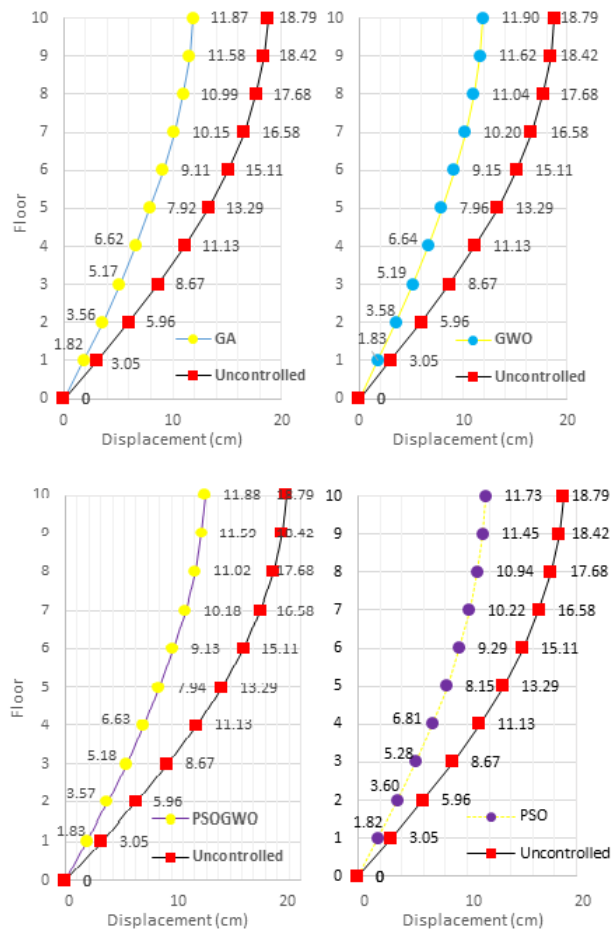 10 11.87 18.79
9 11.58 18.42
8 10.99 17.68
7 10.15 16.58
6 9.11 15.11
5 7.92 13.29
4 6.62 11.13
3 5.17 8.67
2 3.56 5.96
1 1.82 3.05
0 0
Floor
GA
Uncontrolled
0 10 20
Displacement (cm)
10 11.90 18.79
9 11.62 18.42
8 11.04 17.68
7 10.20 16.58
6 9.15 15.11
5 7.96 13.29
4 6.64 11.13
3 5.19 8.67
2 3.58 5.96
1 1.83 3.05
0 0
GWO
Uncontrolled
0 10 20
Displacement (cm)
10 11.88 18.79
9 11.59 18.42
8 11.02 17.68
7 10.18 16.58
6 9.13 15.11
5 7.94 13.29
4 6.63 11.13
3 5.18 8.67
2 3.57 5.96
1 1.83 3.05
0 0
Floor
PSOGWO
Uncontrolled
0 10 20
Displacement (cm)
10 11.73 18.79
9 11.45 18.42
8 10.94 17.68
7 10.22 16.58
6 9.29 15.11
5 8.15 13.29
4 6.81 11.13
3 5.28 8.67
2 3.60 5.96
1 1.82 3.05
0 0
PSO
Uncontrolled
0 10 20
Displacement (cm)